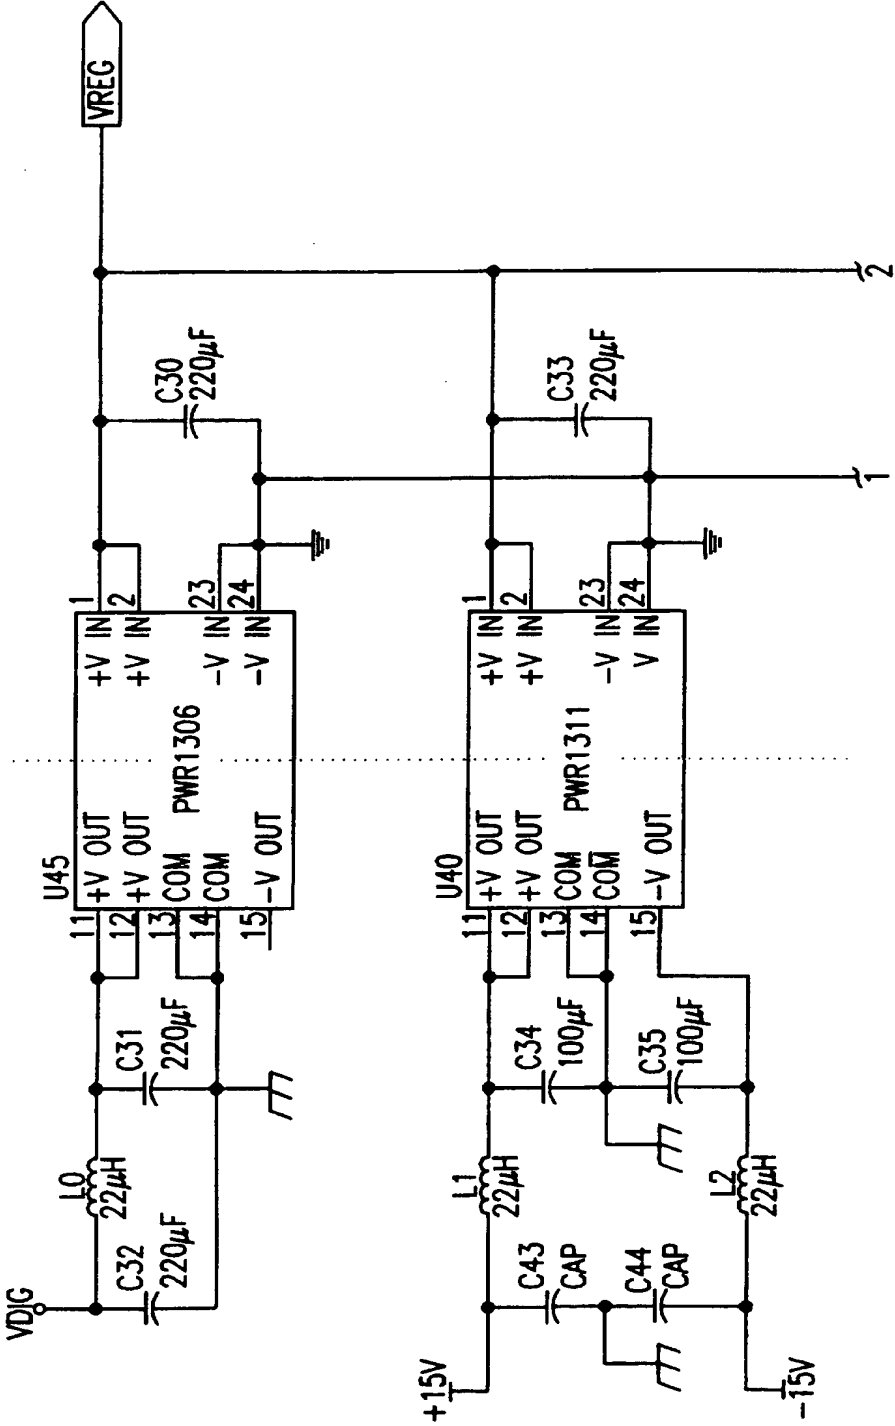 VREG
2
C30
220µF
C33
220µF
1
1
2
23
24
+V IN
+V IN
-V IN
-V IN
PWR1306
U45
+V OUT
+V OUT
COM
COM
-V OUT
11
12
13
14
15
C31
220µF
L0
22µH
C32
220µF
VDIG
1
2
23
24
+V IN
+V IN
-V IN
V IN
PWR1311
U40
+V OUT
+V OUT
COM
COM
-V OUT
11
12
13
14
15
C34
100µF
C35
100µF
L1
22µH
L2
22µH
C43
CAP
C44
CAP
+15V
-15V